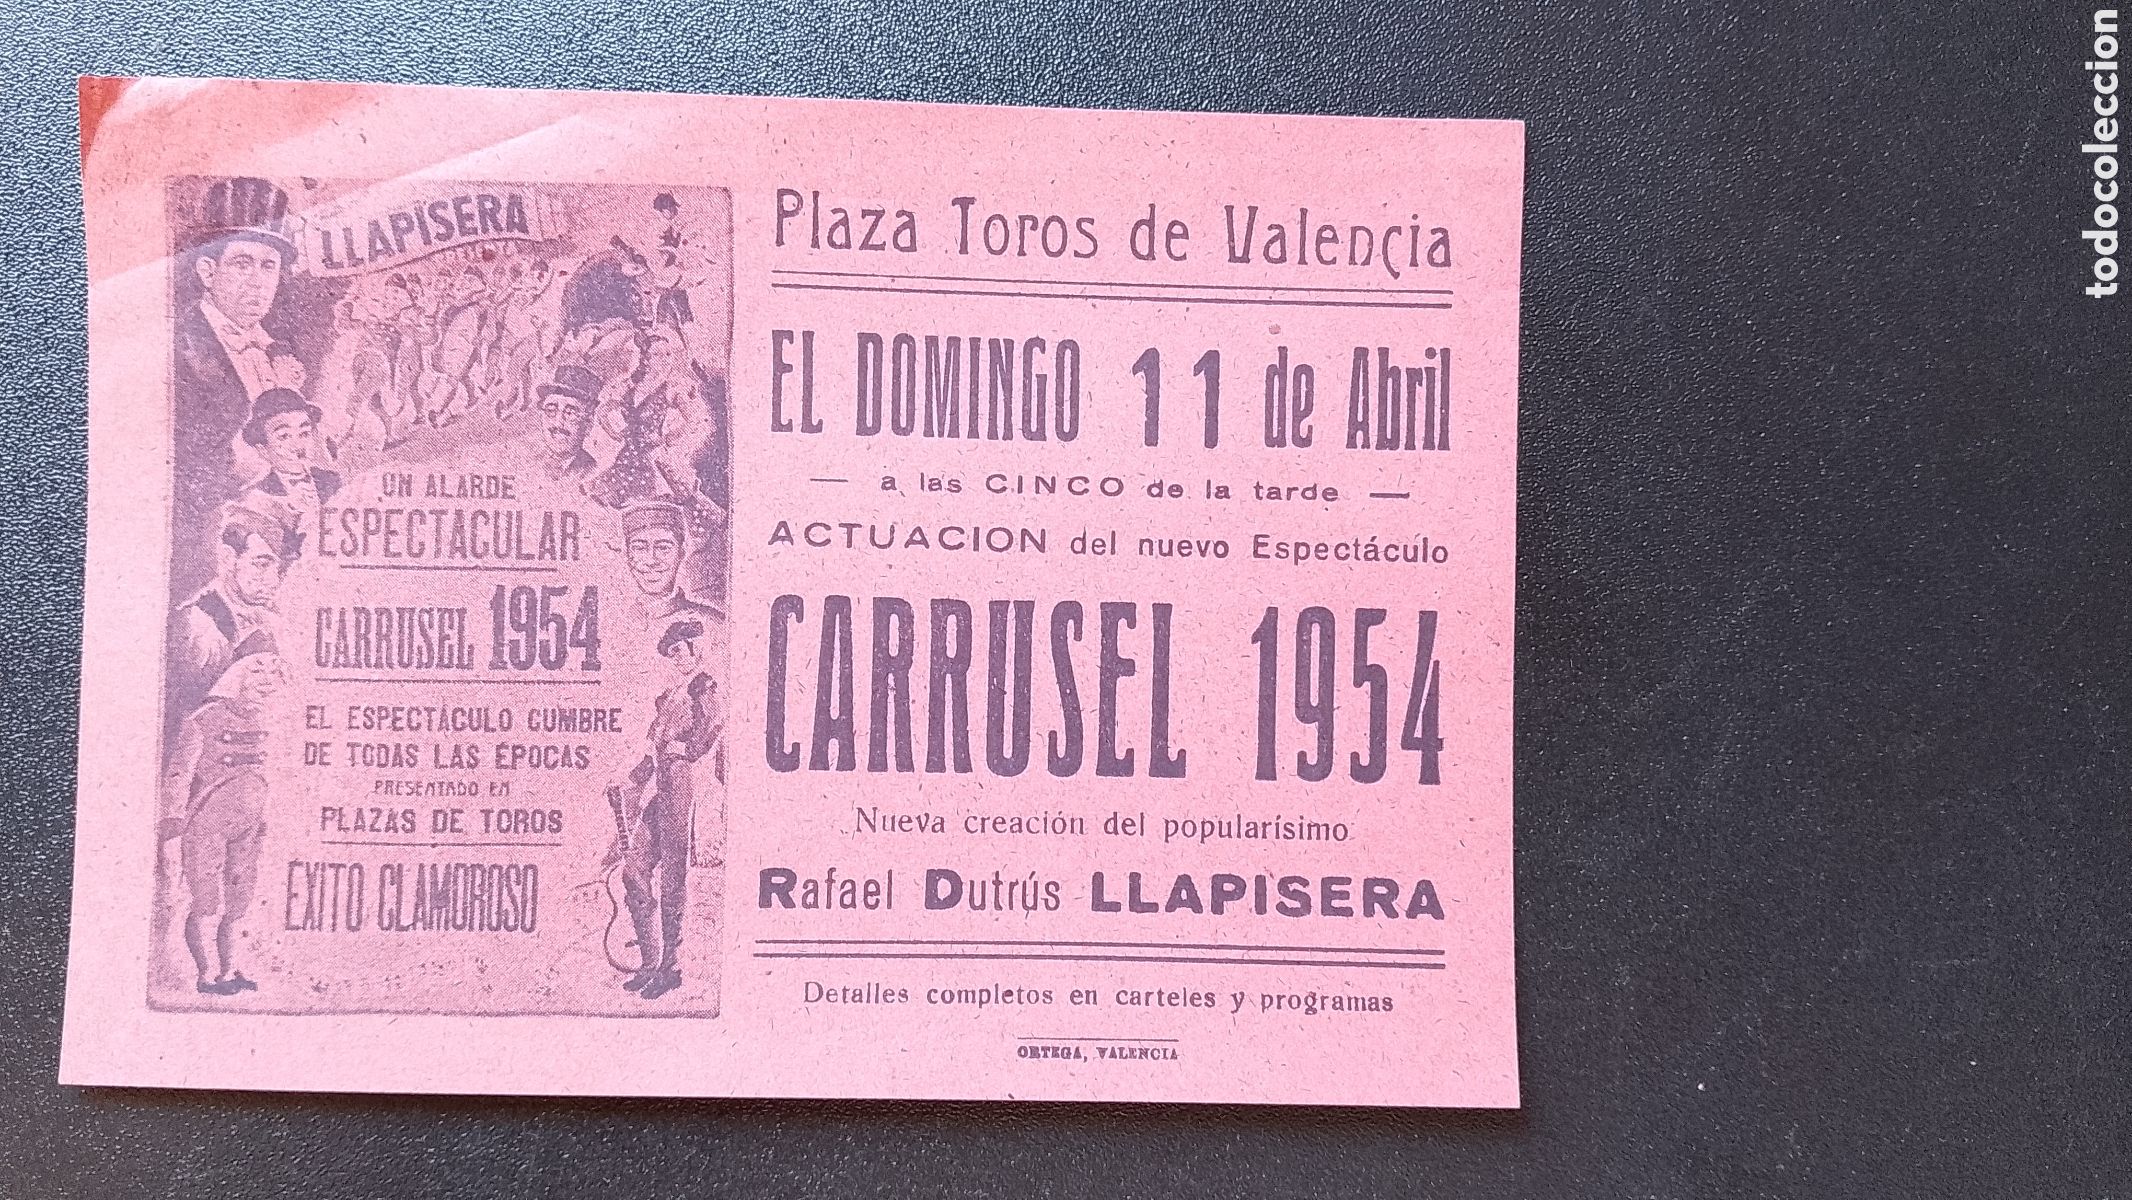 LLAPISERA
UN ALARDE
ESPECTACULAR
CARRUSEL 1954
EL ESPECTÁCULO CUMBRE
DE TODAS LAS ÉPOCAS
PRESENTADO EN
PLAZAS DE TOROS
EXITO CLAMOROSO
Plaza Toros de Valencia
EL DOMINGO 11 de Abril
— a las CINCO de la tarde —
ACTUACION del nuevo Espectáculo
CARRUSEL 1954
Nueva creación del popularísimo
Rafael Dutrús LLAPISERA
Detalles completos en carteles y programas
ORTEGA, VALENCIA
todocoleccion